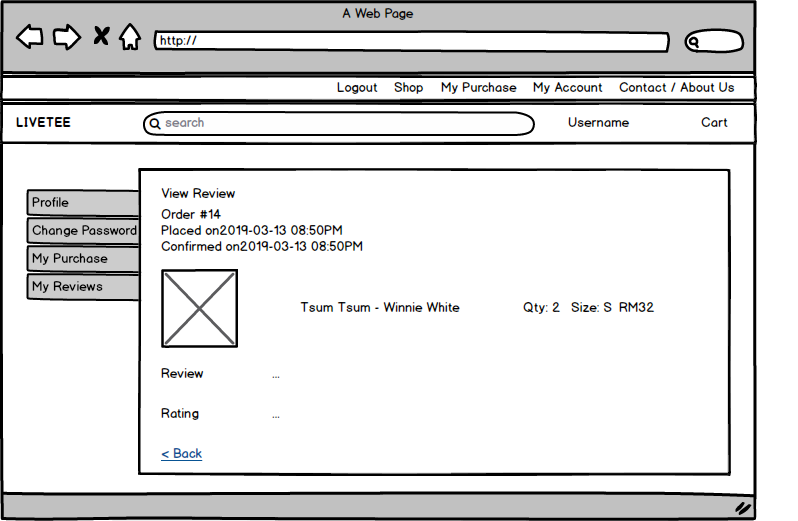 A Web Page
http://
Logout Shop My Purchase My Account Contact / About Us
LIVETEE search Username Cart
Profile
Change Password
My Purchase
My Reviews
View Review
Order #14
Placed on2019-03-13 08:50PM
Confirmed on2019-03-13 08:50PM
Tsum Tsum - Winnie White Qty: 2 Size: S RM32
Review ...
Rating ...
< Back